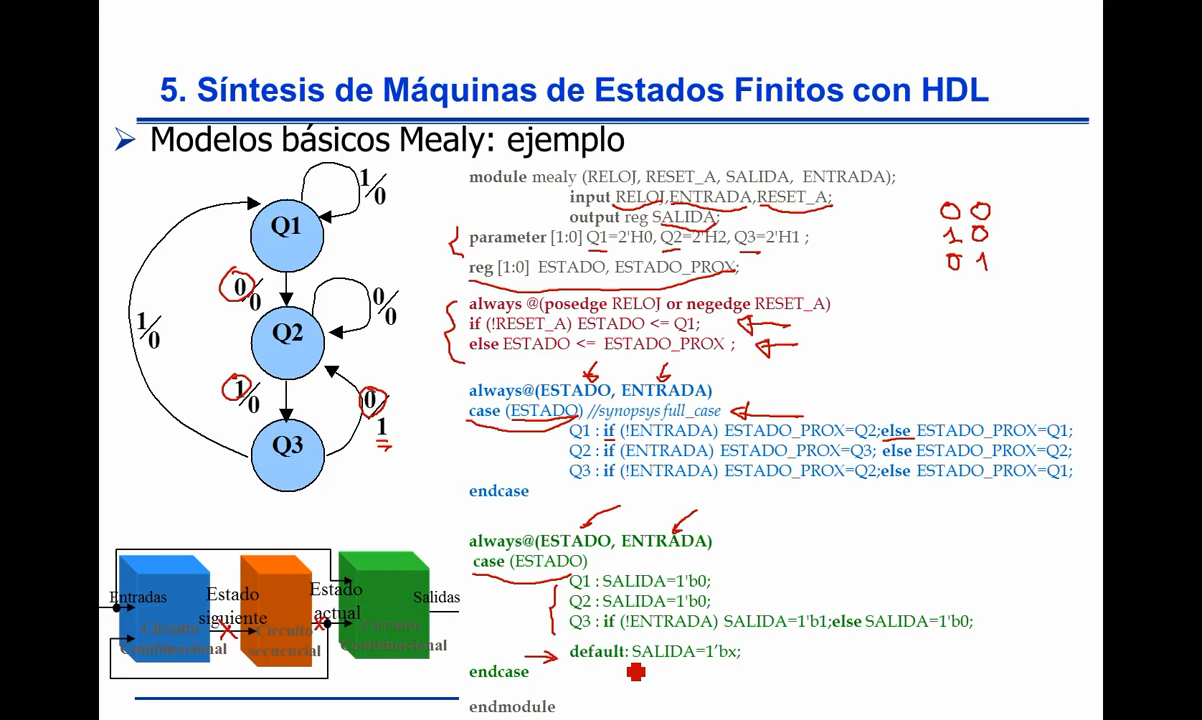 5. Síntesis de Máquinas de Estados Finitos con HDL
Modelos básicos Mealy: ejemplo
1/0
Q1
0/0
0/0
Q2
1/0
1/0
0/1
Q3
module mealy (RELOJ, RESET_A, SALIDA, ENTRADA);
input RELOJ,ENTRADA,RESET_A;
output reg SALIDA;
parameter [1:0] Q1=2'H0, Q2=2'H2, Q3=2'H1 ;
reg [1:0] ESTADO, ESTADO_PROX;
0 0
1 0
0 1
always @(posedge RELOJ or negedge RESET_A)
if (!RESET_A) ESTADO <= Q1;
else ESTADO <= ESTADO_PROX ;
always@(ESTADO, ENTRADA)
case (ESTADO) //synopsys full_case
Q1 : if (!ENTRADA) ESTADO_PROX=Q2;else ESTADO_PROX=Q1;
Q2 : if (ENTRADA) ESTADO_PROX=Q3; else ESTADO_PROX=Q2;
Q3 : if (!ENTRADA) ESTADO_PROX=Q2;else ESTADO_PROX=Q1;
endcase
always@(ESTADO, ENTRADA)
case (ESTADO)
Q1 : SALIDA=1'b0;
Q2 : SALIDA=1'b0;
Q3 : if (!ENTRADA) SALIDA=1'b1;else SALIDA=1'b0;
default: SALIDA=1'bx;
endcase
endmodule
Entradas
Circuito
Combinacional
Estado
siguiente
Circuito
secuencial
Estado
actual
Circuito
Combinacional
Salidas